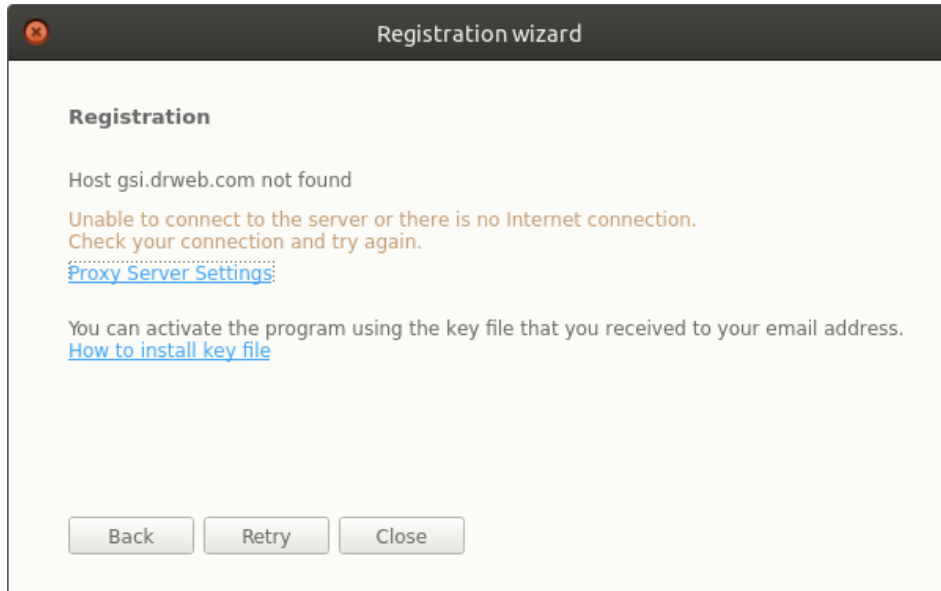 Registration wizard
Registration
Host gsi.drweb.com not found
Unable to connect to the server or there is no Internet connection.
Check your connection and try again.
Proxy Server Settings
You can activate the program using the key file that you received to your email address.
How to install key file
Back Retry Close